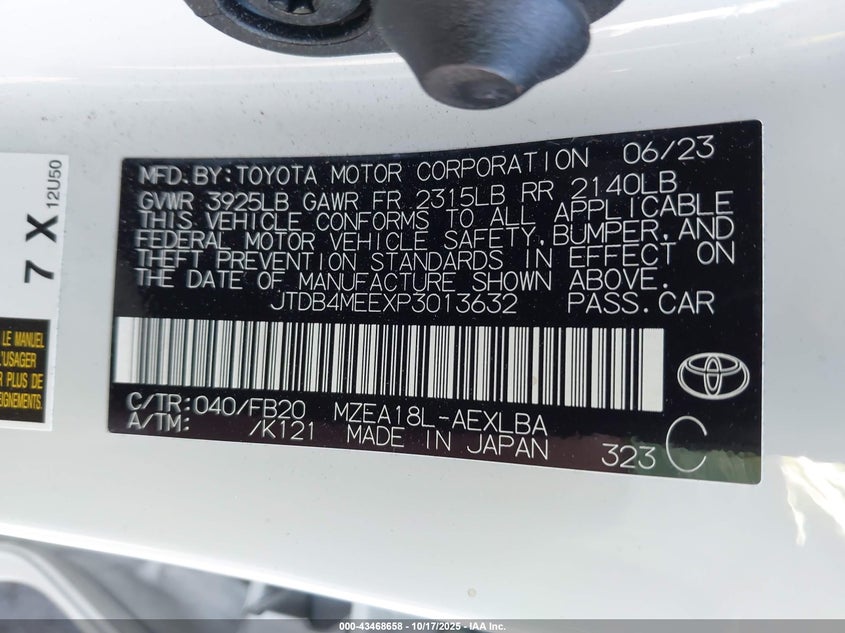 MFD.BY:TOYOTA MOTOR CORPORATION 06/23
GVWR 3925LB GAWR FR 2315LB RR 2140LB
THIS VEHICLE CONFORMS TO ALL APPLICABLE
FEDERAL MOTOR VEHICLE SAFETY,BUMPER,AND
THEFT PREVENTION STANDARDS IN EFFECT ON
THE DATE OF MANUFACTURE SHOWN ABOVE.
JTDB4MEEXP3013632 PASS.CAR
C/TR:040/FB20 MZEA18L-AEXLBA
A/TM: /K121 MADE IN JAPAN 323 C
7 X
12U50
LE MANUEL
L'USAGER
R PLUS DE
EIGNEMENTS.
000-43468658 - 10/17/2025 - IAA Inc.